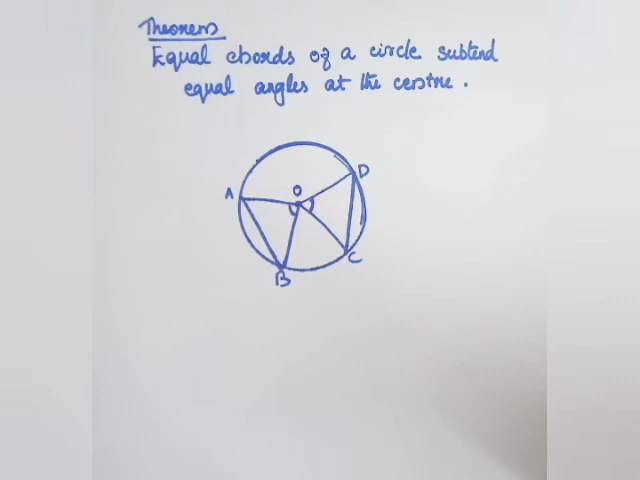 Theorem
Equal chords of a circle subtend
equal angles at the centre.
A
O
D
B
C